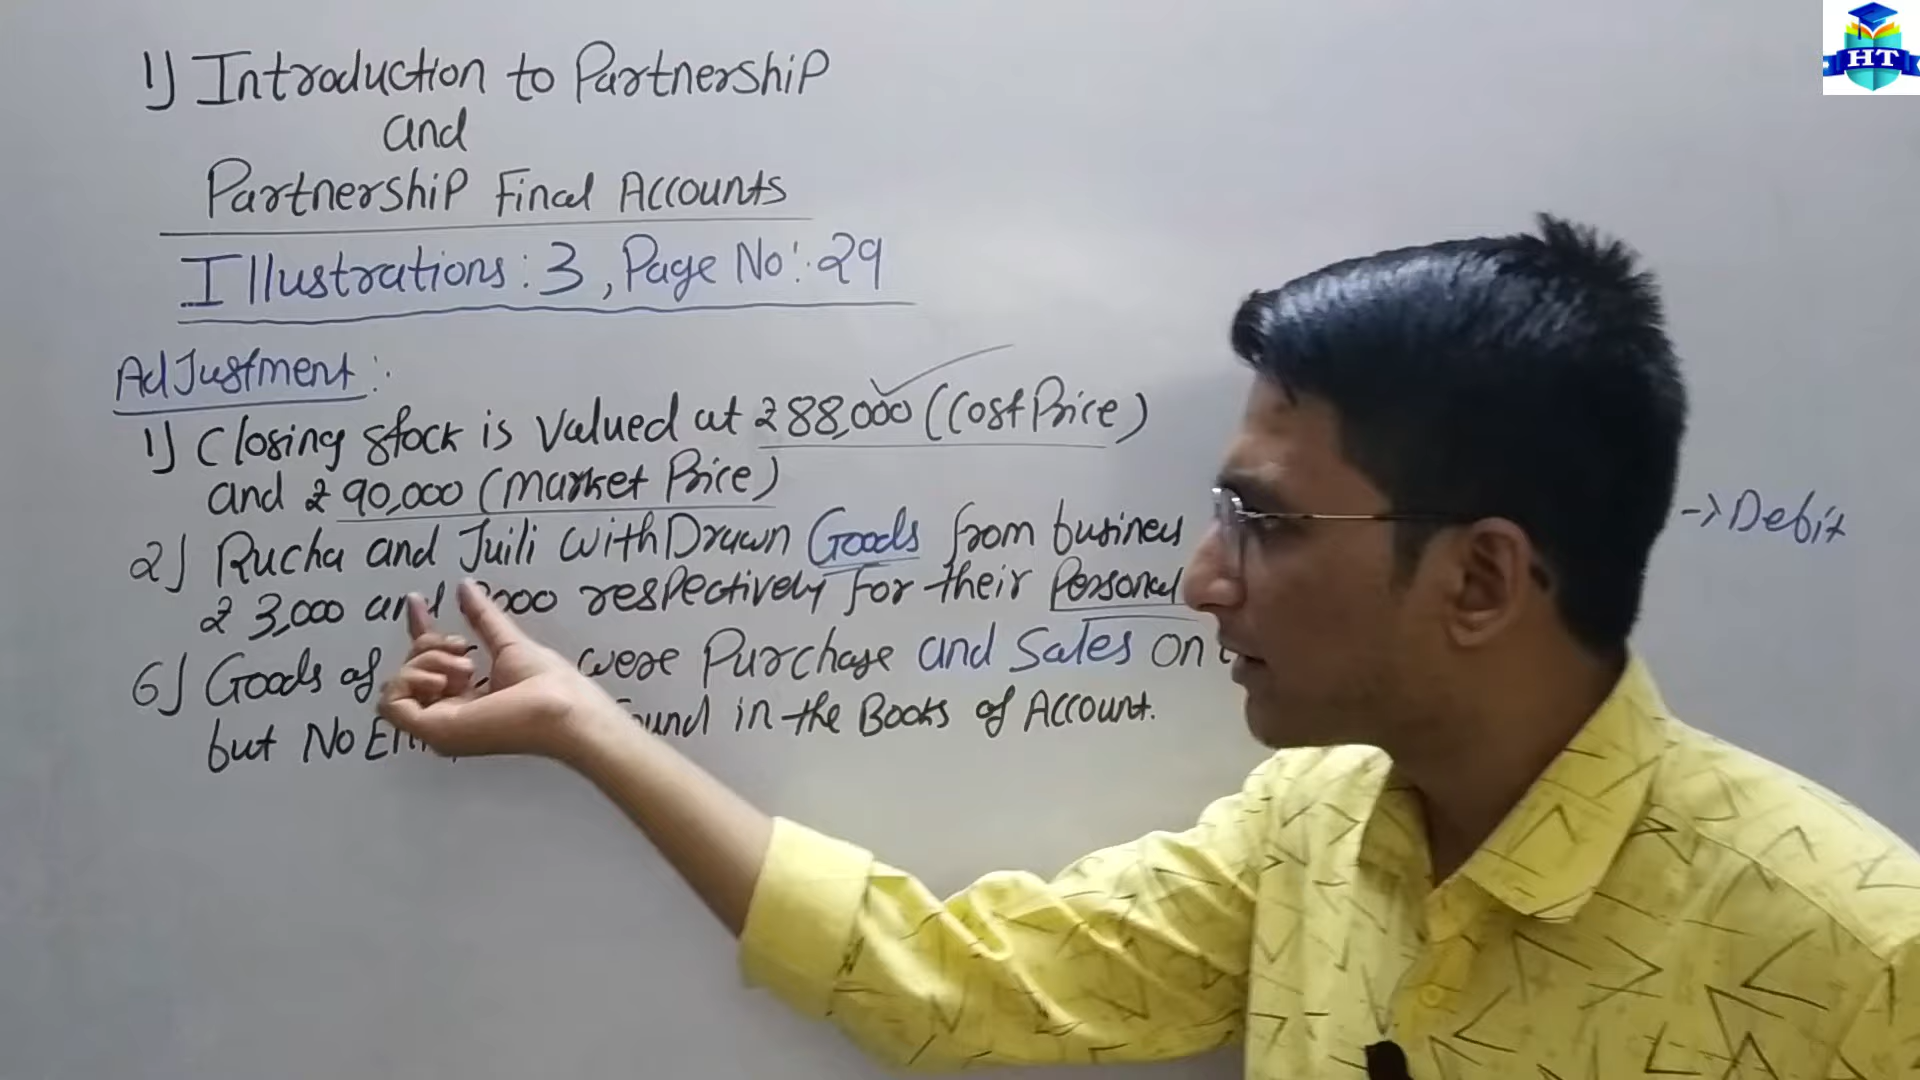 1) Introduction to Partnership
and
Partnership Final Accounts
Illustrations: 3, Page No: 29
AdJustment:
1) Closing stock is valued at ₹ 88,000 (Cost Price)
and ₹ 90,000 (Market Price)
2) Rucha and Juili withDrawn Goods from business
₹ 3,000 and 000 respectively for their Personal
6) Goods of were Purchase and Sales on
but No in the Books of Account.
→ Debit
HT